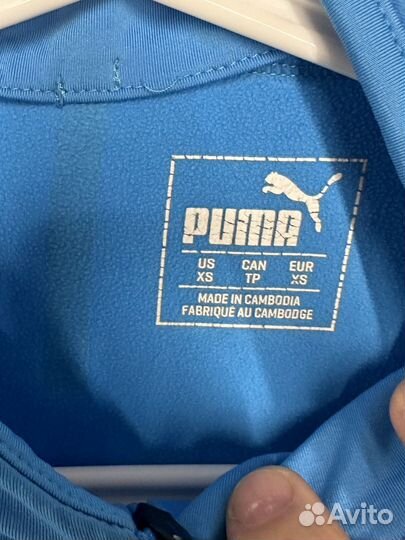 PUMA
US CAN EUR
XS TP XS
MADE IN CAMBODIA
FABRIQUÉ AU CAMBODGE
Avito